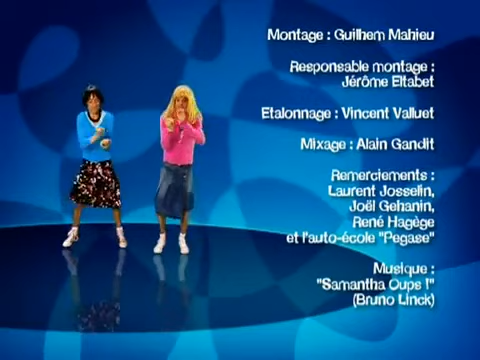 Montage : Guilhem Mahieu
Responsable montage :
Jérôme Eltabet
Etalonnage : Vincent Valluet
Mixage : Alain Gandit
Remerciements :
Laurent Josselin,
Joël Gehanin,
René Hagège
et l'auto-école "Pegase"
Musique :
"Samantha Oups !"
(Bruno Linck)